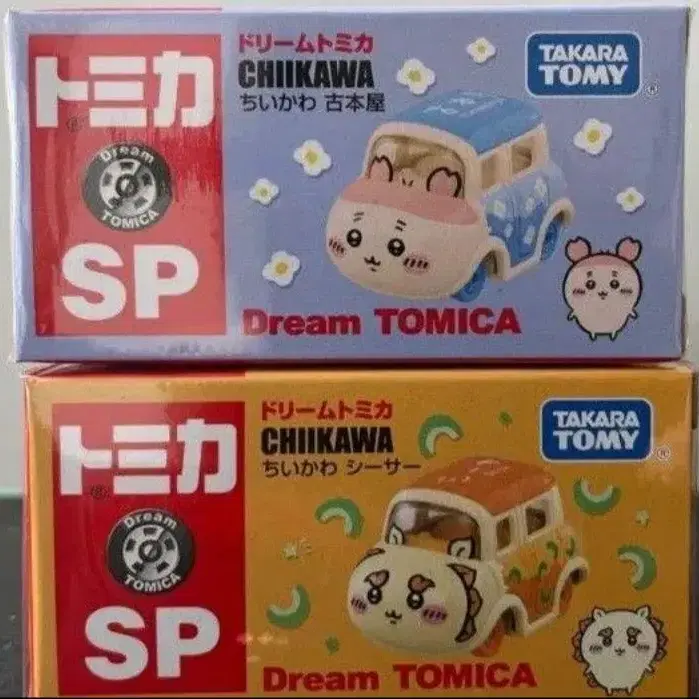 トミカ
Dream
TOMICA
SP
ドリームトミカ
CHIIKAWA
ちいかわ 古本屋
TAKARA
TOMY
®
Dream TOMICA
トミカ
Dream
TOMICA
SP
ドリームトミカ
CHIIKAWA
ちいかわ シーサー
TAKARA
TOMY
®
Dream TOMICA